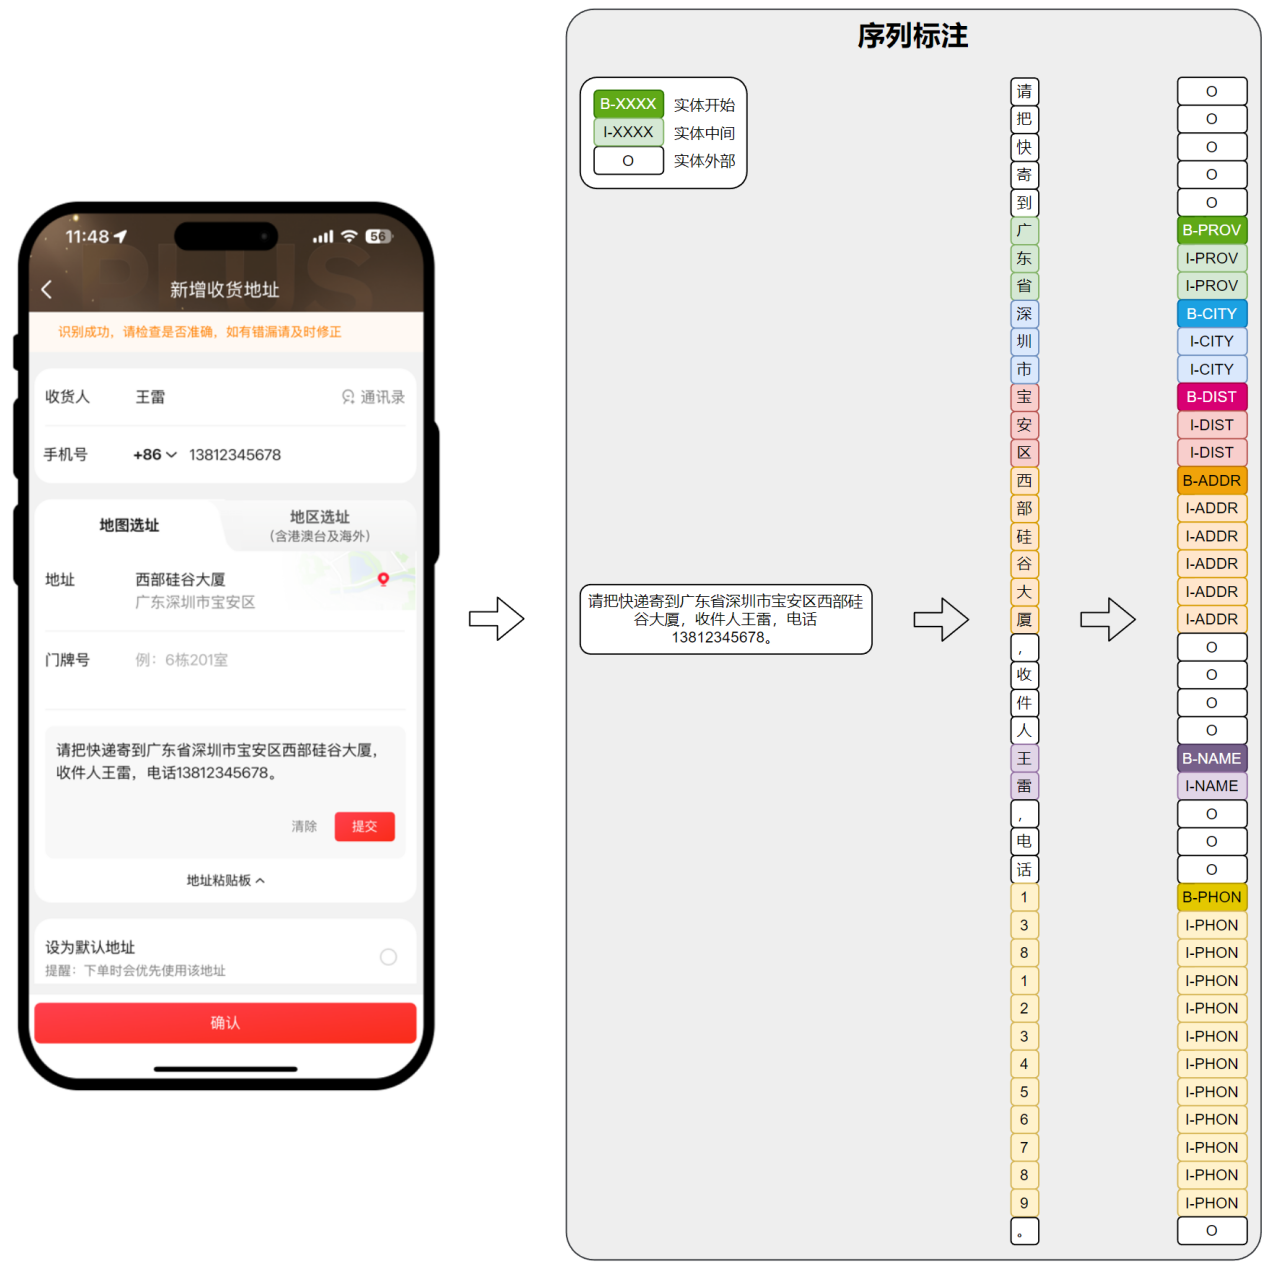 11:48
56
PLUS
新增收货地址
识别成功，请检查是否准确，如有错漏请及时修正
收货人 王雷 通讯录
手机号 +86 13812345678
地图选址
地区选址
（含港澳台及海外）
地址 西部硅谷大厦
广东深圳市宝安区
门牌号 例：6栋201室
请把快递寄到广东省深圳市宝安区西部硅谷大厦，
收件人王雷，电话13812345678。
清除 提交
地址粘贴板
设为默认地址
提醒：下单时会优先使用该地址
确认
序列标注
B-XXXX 实体开始
I-XXXX 实体中间
O 实体外部
请把快递寄到广东省深圳市宝安区西部硅
谷大厦，收件人王雷，电话
13812345678。
请 O
把 O
快 O
寄 O
到 O
广 B-PROV
东 I-PROV
省 I-PROV
深 B-CITY
圳 I-CITY
市 I-CITY
宝 B-DIST
安 I-DIST
区 I-DIST
西 B-ADDR
部 I-ADDR
硅 I-ADDR
谷 I-ADDR
大 I-ADDR
厦 I-ADDR
， O
收 O
件 O
人 O
王 B-NAME
雷 I-NAME
， O
电 O
话 O
1 B-PHON
3 I-PHON
8 I-PHON
1 I-PHON
2 I-PHON
3 I-PHON
4 I-PHON
5 I-PHON
6 I-PHON
7 I-PHON
8 I-PHON
9 I-PHON
。 O